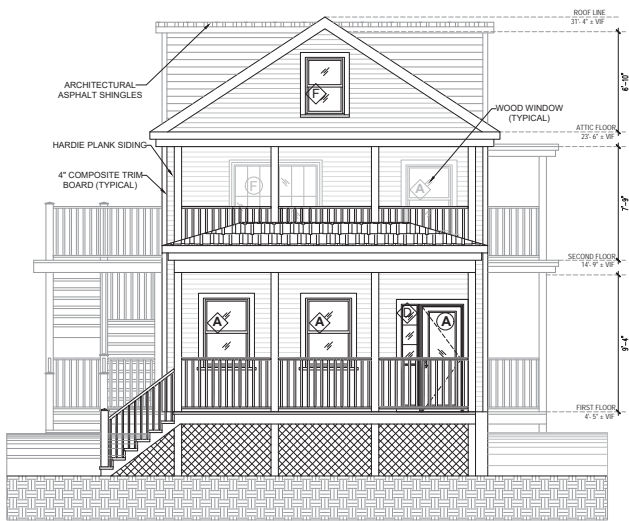 ROOF LINE
31'- 4" ± VIF
ARCHITECTURAL
ASPHALT SHINGLES
6'-10"
F
WOOD WINDOW
(TYPICAL)
ATTIC FLOOR
23'- 6" ± VIF
HARDIE PLANK SIDING
4" COMPOSITE TRIM
BOARD (TYPICAL)
F
A
7'-9"
SECOND FLOOR
14'- 9" ± VIF
A
A
D
A
9'-4"
FIRST FLOOR
4'- 5" ± VIF